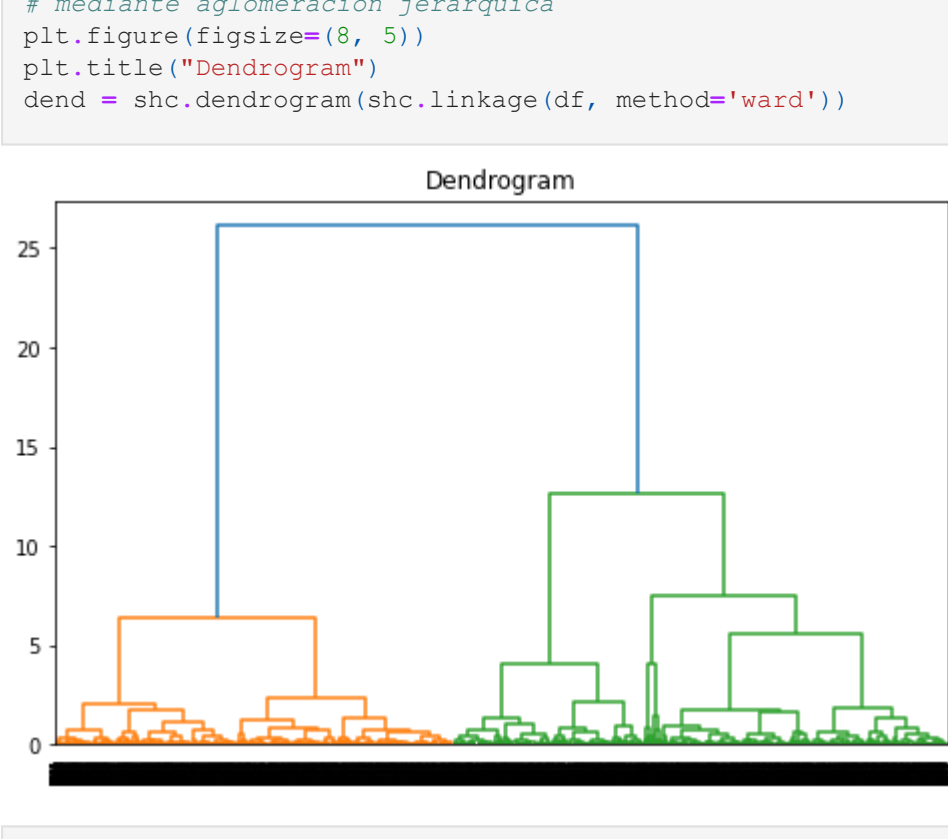 # mediante aglomeración jerárquica
plt.figure(figsize=(8, 5))
plt.title("Dendrogram")
dend = shc.dendrogram(shc.linkage(df, method='ward'))
Dendrogram
25
20
15
10
5
0